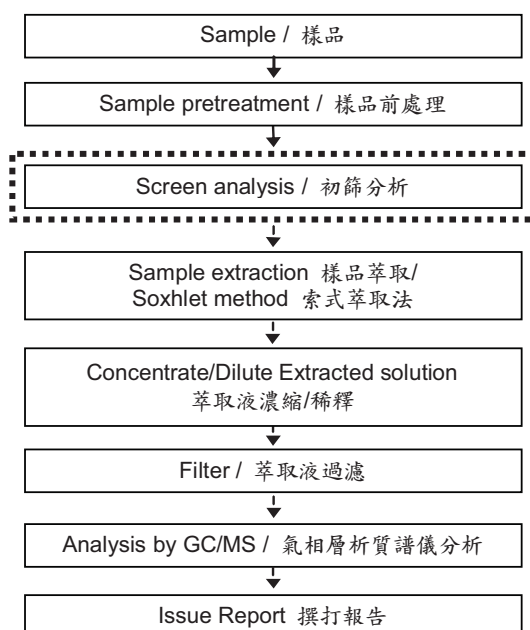 Sample / 樣品
Sample pretreatment / 樣品前處理
Screen analysis / 初篩分析
Sample extraction 樣品萃取/
Soxhlet method 索式萃取法
Concentrate/Dilute Extracted solution
萃取液濃縮/稀釋
Filter / 萃取液過濾
Analysis by GC/MS / 氣相層析質譜儀分析
Issue Report 撰打報告